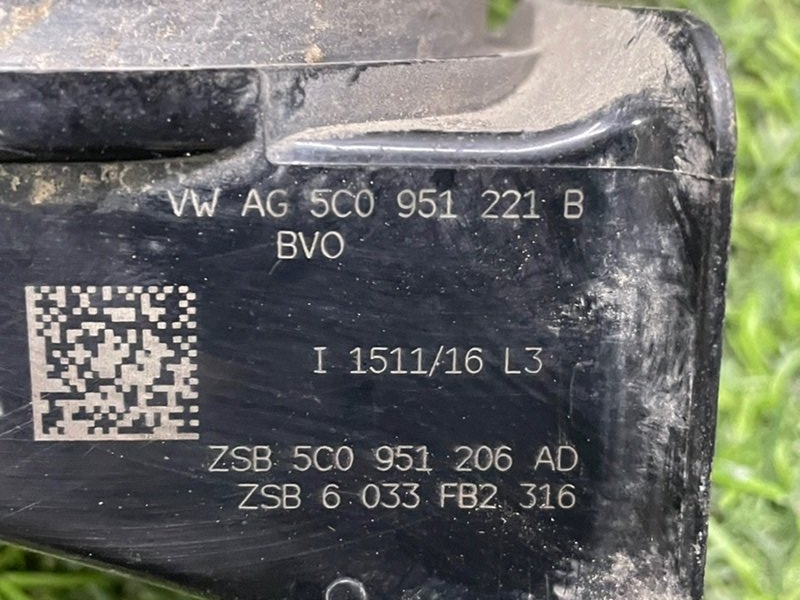 VW AG 5C0 951 221 B
BVO
I 1511/16 L3
ZSB 5C0 951 206 AD
ZSB 6 033 FB2 316